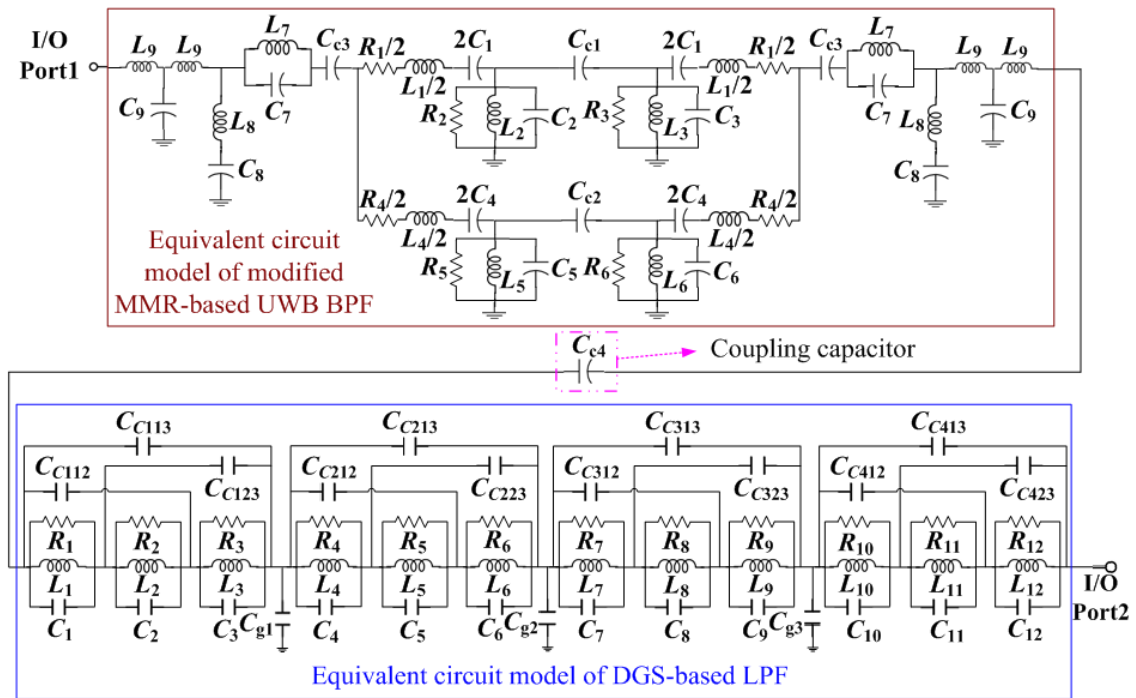 I/O
Port1
L9 L9
L7
Cc3 R1/2 2C1 Cc1 2C1 R1/2 Cc3
L7
L9 L9
C9 C7 L1/2 L1/2 C7 C9
L8 R2 L2 C2 R3 L3 C3 L8
C8 C8
R4/2 2C4 Cc2 2C4 R4/2
L4/2 L4/2
R5 L5 C5 R6 L6 C6
Equivalent circuit
model of modified
MMR-based UWB BPF
Cc4
Coupling capacitor
CC113 CC213 CC313 CC413
CC112 CC212 CC312 CC412
CC123 CC223 CC323 CC423
R1 R2 R3 R4 R5 R6 R7 R8 R9 R10 R11 R12
L1 L2 L3 L4 L5 L6 L7 L8 L9 L10 L11 L12
C1 C2 C3 Cg1 C4 C5 C6 Cg2 C7 C8 C9 Cg3 C10 C11 C12
I/O
Port2
Equivalent circuit model of DGS-based LPF